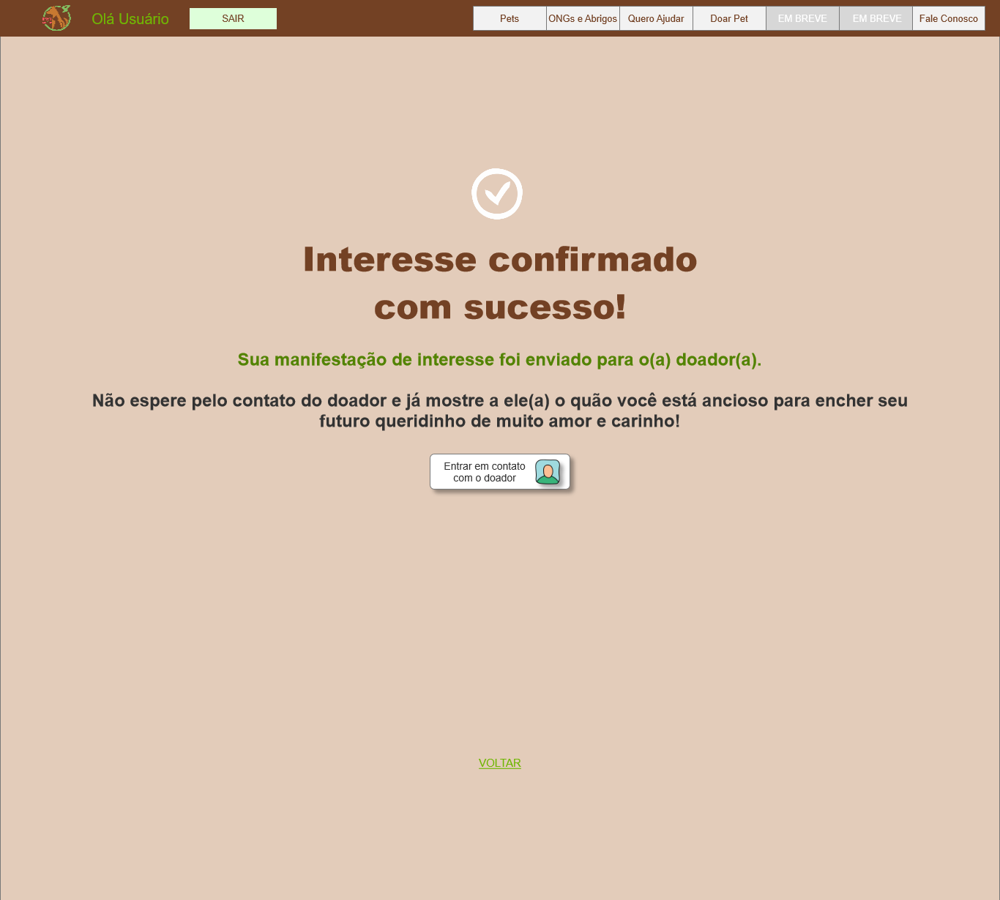 Olá Usuário
SAIR
Pets
ONGs e Abrigos
Quero Ajudar
Doar Pet
EM BREVE
EM BREVE
Fale Conosco
Interesse confirmado
com sucesso!
Sua manifestação de interesse foi enviado para o(a) doador(a).
Não espere pelo contato do doador e já mostre a ele(a) o quão você está ancioso para encher seu
futuro queridinho de muito amor e carinho!
Entrar em contato
com o doador
VOLTAR